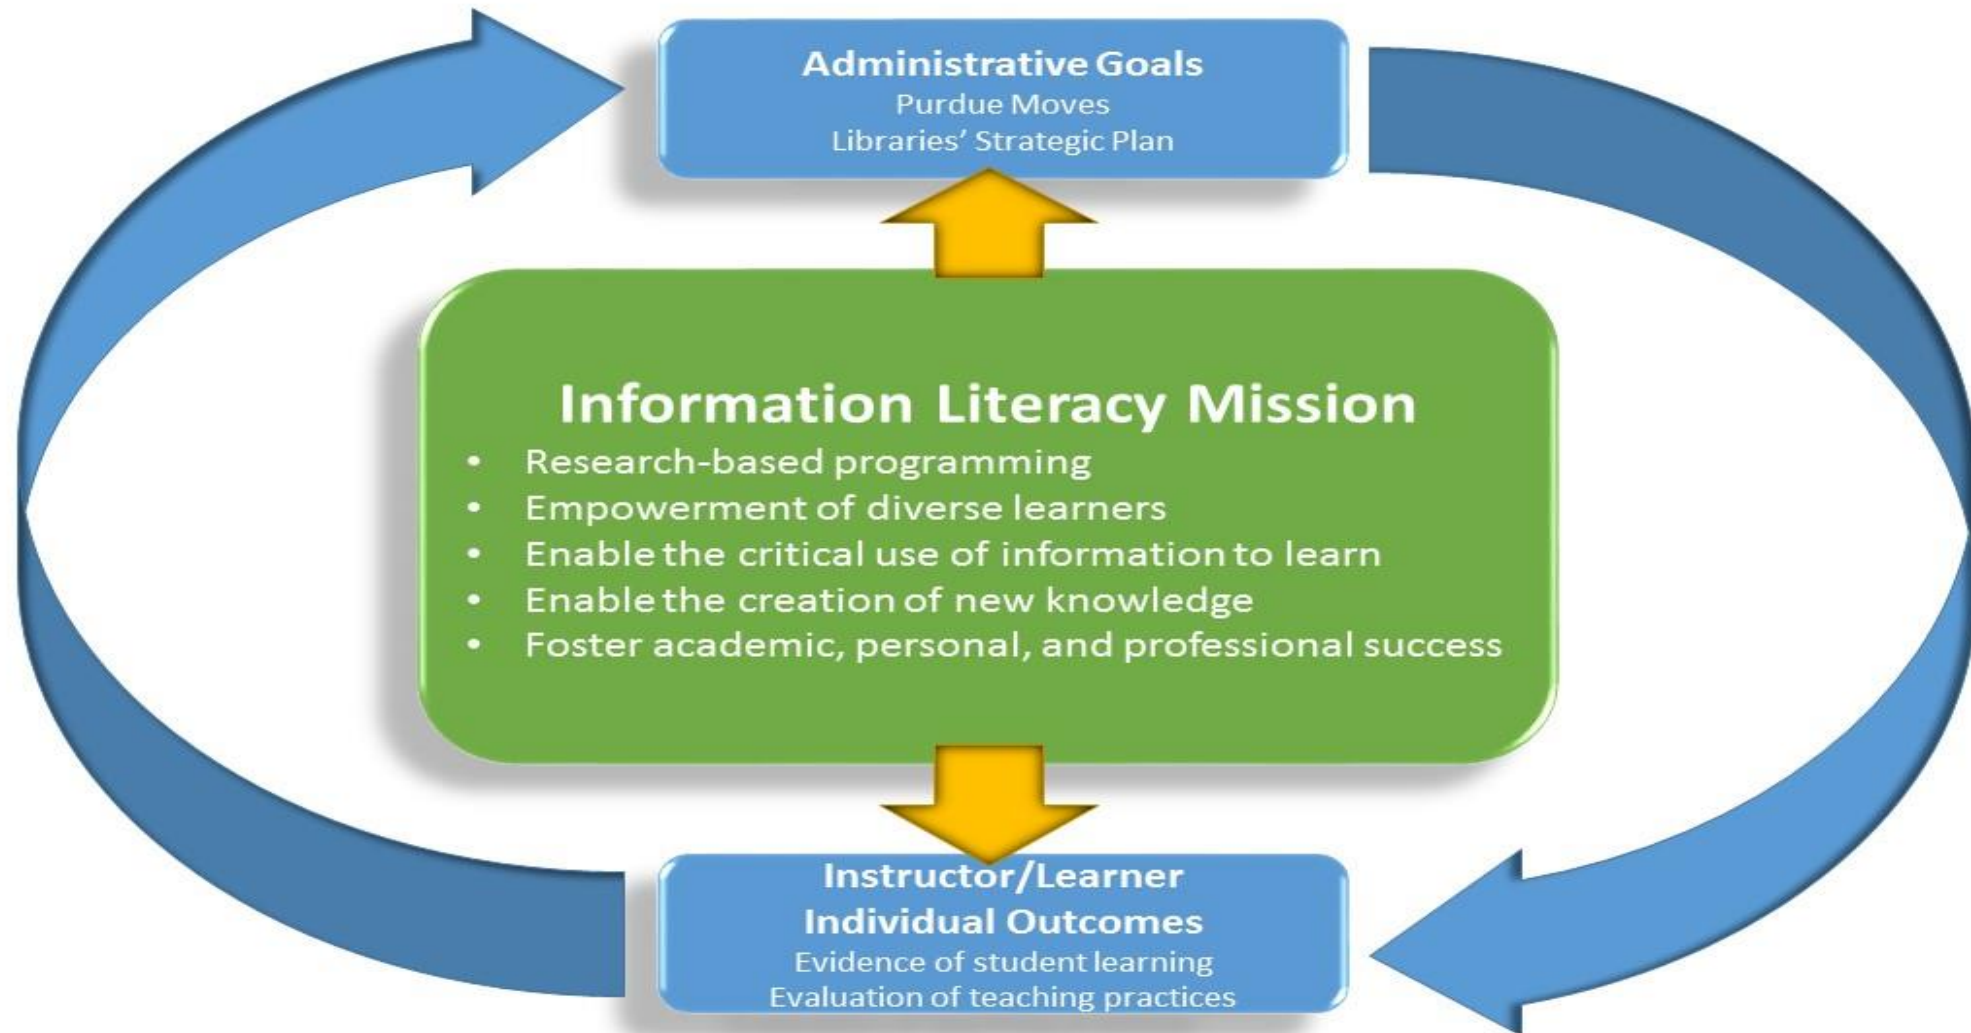 Administrative Goals
Purdue Moves
Libraries’ Strategic Plan
Information Literacy Mission
• Research-based programming
• Empowerment of diverse learners
• Enable the critical use of information to learn
• Enable the creation of new knowledge
• Foster academic, personal, and professional success
Instructor/Learner
Individual Outcomes
Evidence of student learning
Evaluation of teaching practices